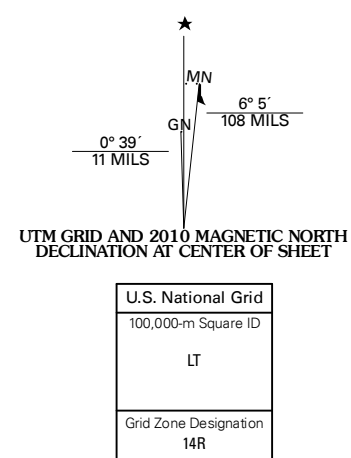 MN
6° 5´
108 MILS
GN
0° 39´
11 MILS
UTM GRID AND 2010 MAGNETIC NORTH
DECLINATION AT CENTER OF SHEET
U.S. National Grid
100,000-m Square ID
LT
Grid Zone Designation
14R